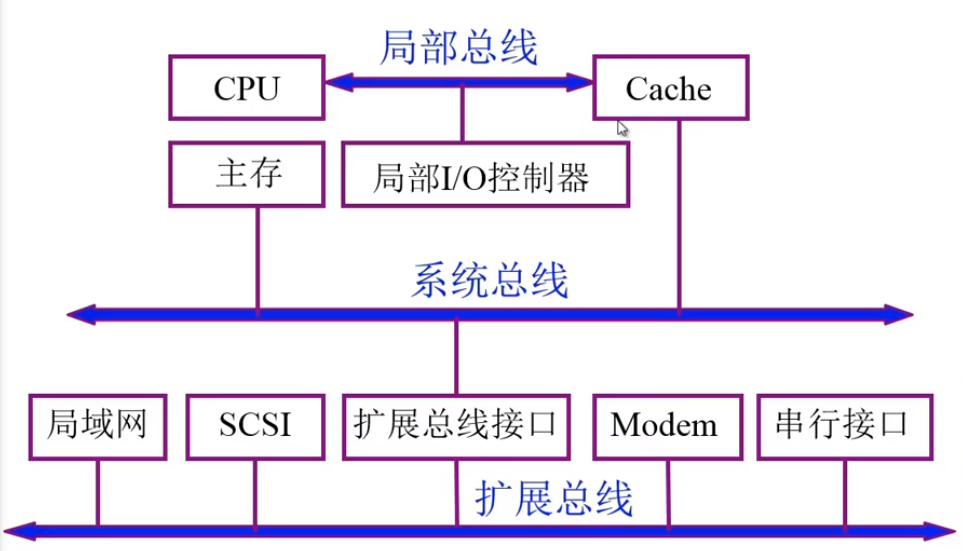 局部总线
CPU
Cache
主存
局部I/O控制器
系统总线
局域网
SCSI
扩展总线接口
Modem
串行接口
扩展总线